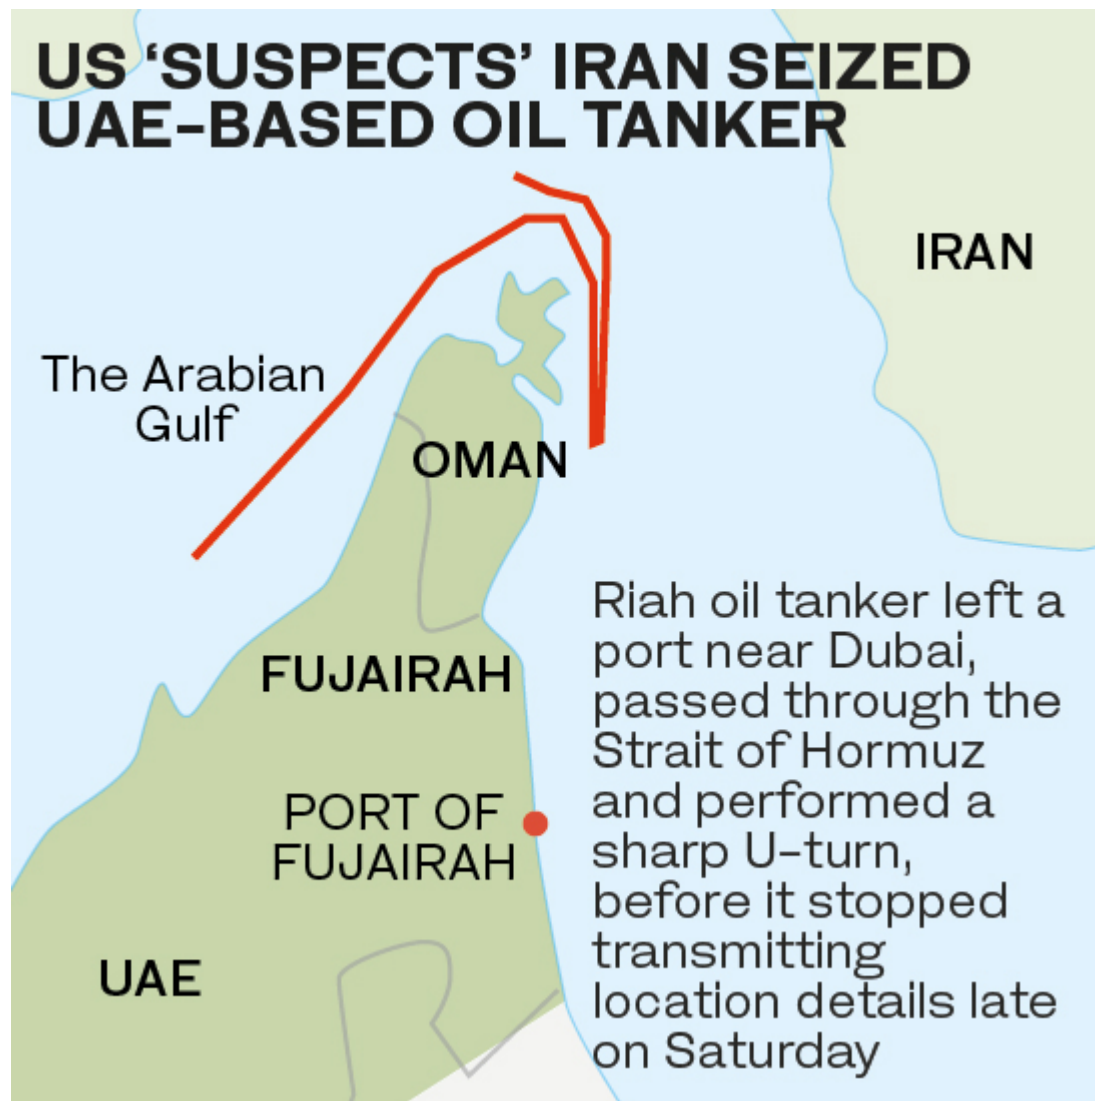 US ‘SUSPECTS’ IRAN SEIZED
UAE-BASED OIL TANKER
IRAN
The Arabian
Gulf
OMAN
FUJAIRAH
PORT OF
FUJAIRAH
UAE
Riah oil tanker left a
port near Dubai,
passed through the
Strait of Hormuz
and performed a
sharp U-turn,
before it stopped
transmitting
location details late
on Saturday